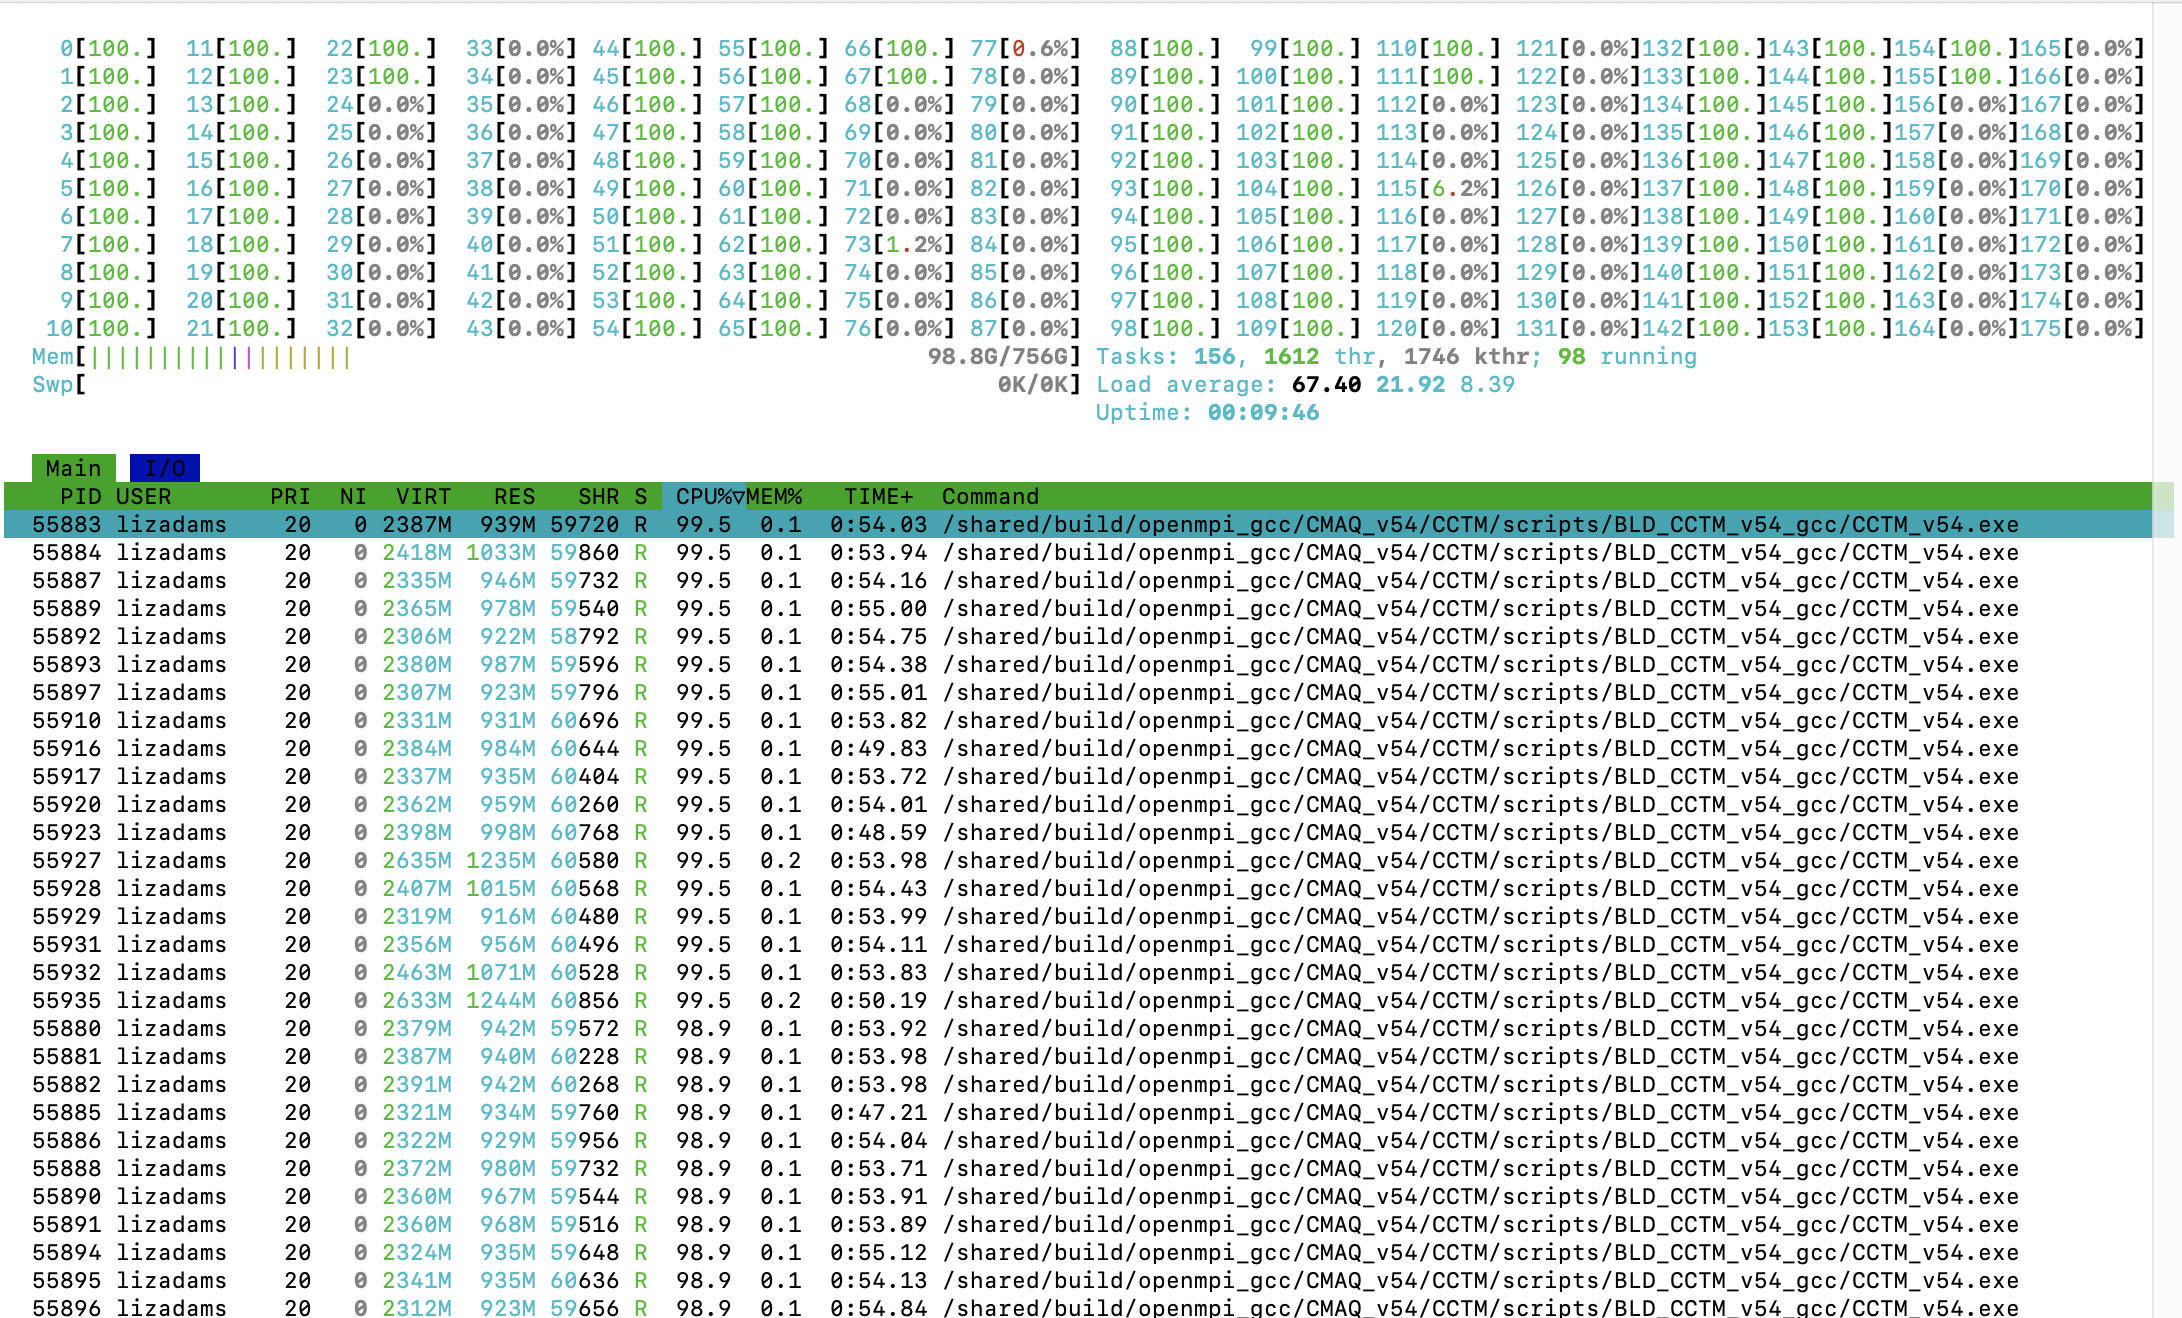 0[100.] 11[100.] 22[100.] 33[0.0%] 44[100.] 55[100.] 66[100.] 77[0.6%] 88[100.] 99[100.] 110[100.] 121[0.0%]132[100.]143[100.]154[100.]165[0.0%]
1[100.] 12[100.] 23[100.] 34[0.0%] 45[100.] 56[100.] 67[100.] 78[0.0%] 89[100.] 100[100.] 111[100.] 122[0.0%]133[100.]144[100.]155[100.]166[0.0%]
2[100.] 13[100.] 24[0.0%] 35[0.0%] 46[100.] 57[100.] 68[0.0%] 79[0.0%] 90[100.] 101[100.] 112[0.0%] 123[0.0%]134[100.]145[100.]156[0.0%]167[0.0%]
3[100.] 14[100.] 25[0.0%] 36[0.0%] 47[100.] 58[100.] 69[0.0%] 80[0.0%] 91[100.] 102[100.] 113[0.0%] 124[0.0%]135[100.]146[100.]157[0.0%]168[0.0%]
4[100.] 15[100.] 26[0.0%] 37[0.0%] 48[100.] 59[100.] 70[0.0%] 81[0.0%] 92[100.] 103[100.] 114[0.0%] 125[0.0%]136[100.]147[100.]158[0.0%]169[0.0%]
5[100.] 16[100.] 27[0.0%] 38[0.0%] 49[100.] 60[100.] 71[0.0%] 82[0.0%] 93[100.] 104[100.] 115[6.2%] 126[0.0%]137[100.]148[100.]159[0.0%]170[0.0%]
6[100.] 17[100.] 28[0.0%] 39[0.0%] 50[100.] 61[100.] 72[0.0%] 83[0.0%] 94[100.] 105[100.] 116[0.0%] 127[0.0%]138[100.]149[100.]160[0.0%]171[0.0%]
7[100.] 18[100.] 29[0.0%] 40[0.0%] 51[100.] 62[100.] 73[1.2%] 84[0.0%] 95[100.] 106[100.] 117[0.0%] 128[0.0%]139[100.]150[100.]161[0.0%]172[0.0%]
8[100.] 19[100.] 30[0.0%] 41[0.0%] 52[100.] 63[100.] 74[0.0%] 85[0.0%] 96[100.] 107[100.] 118[0.0%] 129[0.0%]140[100.]151[100.]162[0.0%]173[0.0%]
9[100.] 20[100.] 31[0.0%] 42[0.0%] 53[100.] 64[100.] 75[0.0%] 86[0.0%] 97[100.] 108[100.] 119[0.0%] 130[0.0%]141[100.]152[100.]163[0.0%]174[0.0%]
10[100.] 21[100.] 32[0.0%] 43[0.0%] 54[100.] 65[100.] 76[0.0%] 87[0.0%] 98[100.] 109[100.] 120[0.0%] 131[0.0%]142[100.]153[100.]164[0.0%]175[0.0%]
Mem[||||||||||||||||||| 98.8G/756G] Tasks: 156, 1612 thr, 1746 kthr; 98 running
Swp[ 0K/0K] Load average: 67.40 21.92 8.39
Uptime: 00:09:46
Main I/O
PID USER PRI NI VIRT RES SHR S CPU%▽MEM% TIME+ Command
55883 lizadams 20 0 2387M 939M 59720 R 99.5 0.1 0:54.03 /shared/build/openmpi_gcc/CMAQ_v54/CCTM/scripts/BLD_CCTM_v54_gcc/CCTM_v54.exe
55884 lizadams 20 0 2418M 1033M 59860 R 99.5 0.1 0:53.94 /shared/build/openmpi_gcc/CMAQ_v54/CCTM/scripts/BLD_CCTM_v54_gcc/CCTM_v54.exe
55887 lizadams 20 0 2335M 946M 59732 R 99.5 0.1 0:54.16 /shared/build/openmpi_gcc/CMAQ_v54/CCTM/scripts/BLD_CCTM_v54_gcc/CCTM_v54.exe
55889 lizadams 20 0 2365M 978M 59540 R 99.5 0.1 0:55.00 /shared/build/openmpi_gcc/CMAQ_v54/CCTM/scripts/BLD_CCTM_v54_gcc/CCTM_v54.exe
55892 lizadams 20 0 2306M 922M 58792 R 99.5 0.1 0:54.75 /shared/build/openmpi_gcc/CMAQ_v54/CCTM/scripts/BLD_CCTM_v54_gcc/CCTM_v54.exe
55893 lizadams 20 0 2380M 987M 59596 R 99.5 0.1 0:54.38 /shared/build/openmpi_gcc/CMAQ_v54/CCTM/scripts/BLD_CCTM_v54_gcc/CCTM_v54.exe
55897 lizadams 20 0 2307M 923M 59796 R 99.5 0.1 0:55.01 /shared/build/openmpi_gcc/CMAQ_v54/CCTM/scripts/BLD_CCTM_v54_gcc/CCTM_v54.exe
55910 lizadams 20 0 2331M 931M 60696 R 99.5 0.1 0:53.82 /shared/build/openmpi_gcc/CMAQ_v54/CCTM/scripts/BLD_CCTM_v54_gcc/CCTM_v54.exe
55916 lizadams 20 0 2384M 984M 60644 R 99.5 0.1 0:49.83 /shared/build/openmpi_gcc/CMAQ_v54/CCTM/scripts/BLD_CCTM_v54_gcc/CCTM_v54.exe
55917 lizadams 20 0 2337M 935M 60404 R 99.5 0.1 0:53.72 /shared/build/openmpi_gcc/CMAQ_v54/CCTM/scripts/BLD_CCTM_v54_gcc/CCTM_v54.exe
55920 lizadams 20 0 2362M 959M 60260 R 99.5 0.1 0:54.01 /shared/build/openmpi_gcc/CMAQ_v54/CCTM/scripts/BLD_CCTM_v54_gcc/CCTM_v54.exe
55923 lizadams 20 0 2398M 998M 60768 R 99.5 0.1 0:48.59 /shared/build/openmpi_gcc/CMAQ_v54/CCTM/scripts/BLD_CCTM_v54_gcc/CCTM_v54.exe
55927 lizadams 20 0 2635M 1235M 60580 R 99.5 0.2 0:53.98 /shared/build/openmpi_gcc/CMAQ_v54/CCTM/scripts/BLD_CCTM_v54_gcc/CCTM_v54.exe
55928 lizadams 20 0 2407M 1015M 60568 R 99.5 0.1 0:54.43 /shared/build/openmpi_gcc/CMAQ_v54/CCTM/scripts/BLD_CCTM_v54_gcc/CCTM_v54.exe
55929 lizadams 20 0 2319M 916M 60480 R 99.5 0.1 0:53.99 /shared/build/openmpi_gcc/CMAQ_v54/CCTM/scripts/BLD_CCTM_v54_gcc/CCTM_v54.exe
55931 lizadams 20 0 2356M 956M 60496 R 99.5 0.1 0:54.11 /shared/build/openmpi_gcc/CMAQ_v54/CCTM/scripts/BLD_CCTM_v54_gcc/CCTM_v54.exe
55932 lizadams 20 0 2463M 1071M 60528 R 99.5 0.1 0:53.83 /shared/build/openmpi_gcc/CMAQ_v54/CCTM/scripts/BLD_CCTM_v54_gcc/CCTM_v54.exe
55935 lizadams 20 0 2633M 1244M 60856 R 99.5 0.2 0:50.19 /shared/build/openmpi_gcc/CMAQ_v54/CCTM/scripts/BLD_CCTM_v54_gcc/CCTM_v54.exe
55880 lizadams 20 0 2379M 942M 59572 R 98.9 0.1 0:53.92 /shared/build/openmpi_gcc/CMAQ_v54/CCTM/scripts/BLD_CCTM_v54_gcc/CCTM_v54.exe
55881 lizadams 20 0 2387M 940M 60228 R 98.9 0.1 0:53.98 /shared/build/openmpi_gcc/CMAQ_v54/CCTM/scripts/BLD_CCTM_v54_gcc/CCTM_v54.exe
55882 lizadams 20 0 2391M 942M 60268 R 98.9 0.1 0:53.98 /shared/build/openmpi_gcc/CMAQ_v54/CCTM/scripts/BLD_CCTM_v54_gcc/CCTM_v54.exe
55885 lizadams 20 0 2321M 934M 59760 R 98.9 0.1 0:47.21 /shared/build/openmpi_gcc/CMAQ_v54/CCTM/scripts/BLD_CCTM_v54_gcc/CCTM_v54.exe
55886 lizadams 20 0 2322M 929M 59956 R 98.9 0.1 0:54.04 /shared/build/openmpi_gcc/CMAQ_v54/CCTM/scripts/BLD_CCTM_v54_gcc/CCTM_v54.exe
55888 lizadams 20 0 2372M 980M 59732 R 98.9 0.1 0:53.71 /shared/build/openmpi_gcc/CMAQ_v54/CCTM/scripts/BLD_CCTM_v54_gcc/CCTM_v54.exe
55890 lizadams 20 0 2360M 967M 59544 R 98.9 0.1 0:53.91 /shared/build/openmpi_gcc/CMAQ_v54/CCTM/scripts/BLD_CCTM_v54_gcc/CCTM_v54.exe
55891 lizadams 20 0 2360M 968M 59516 R 98.9 0.1 0:53.89 /shared/build/openmpi_gcc/CMAQ_v54/CCTM/scripts/BLD_CCTM_v54_gcc/CCTM_v54.exe
55894 lizadams 20 0 2324M 935M 59648 R 98.9 0.1 0:55.12 /shared/build/openmpi_gcc/CMAQ_v54/CCTM/scripts/BLD_CCTM_v54_gcc/CCTM_v54.exe
55895 lizadams 20 0 2341M 935M 60636 R 98.9 0.1 0:54.13 /shared/build/openmpi_gcc/CMAQ_v54/CCTM/scripts/BLD_CCTM_v54_gcc/CCTM_v54.exe
55896 lizadams 20 0 2312M 923M 59656 R 98.9 0.1 0:54.84 /shared/build/openmpi_gcc/CMAQ_v54/CCTM/scripts/BLD_CCTM_v54_gcc/CCTM_v54.exe